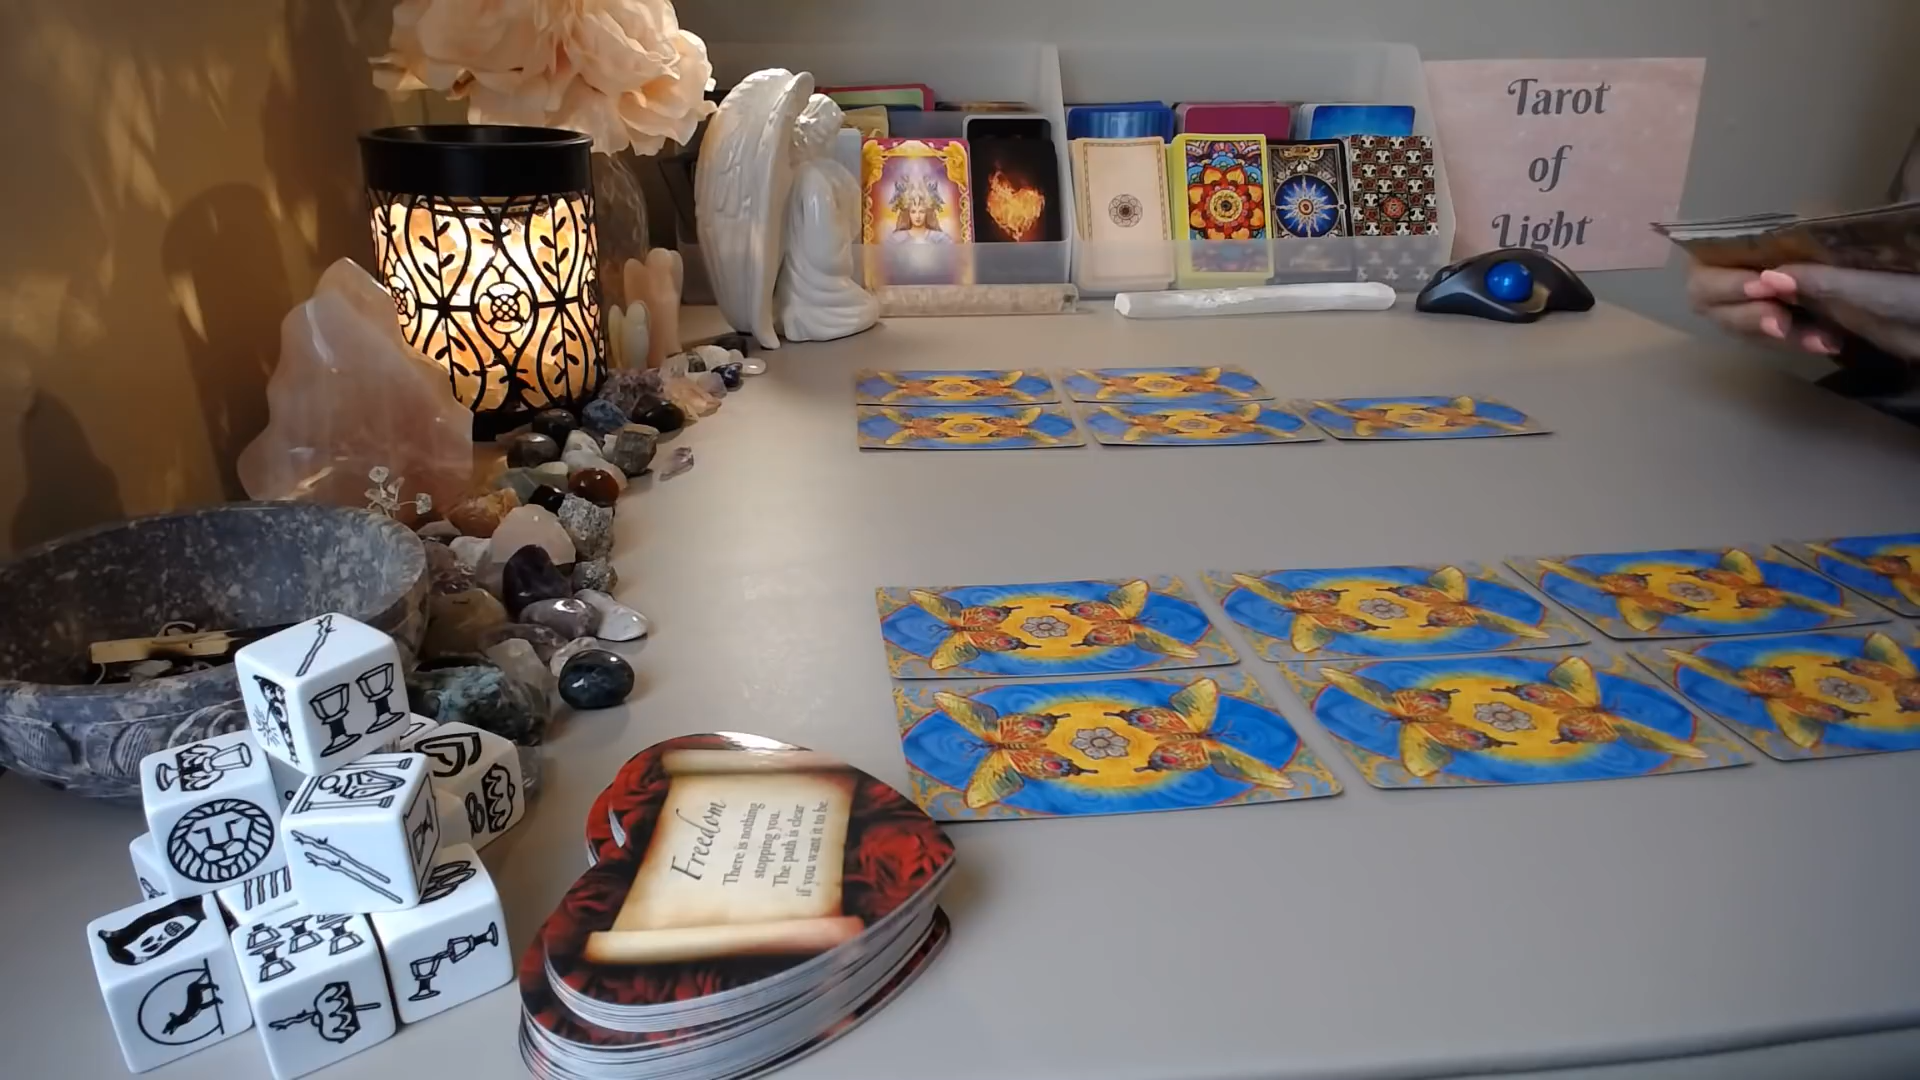 Tarot
of
Light
Freedom
There is nothing
stopping you.
The path is clear
if you want it to be.